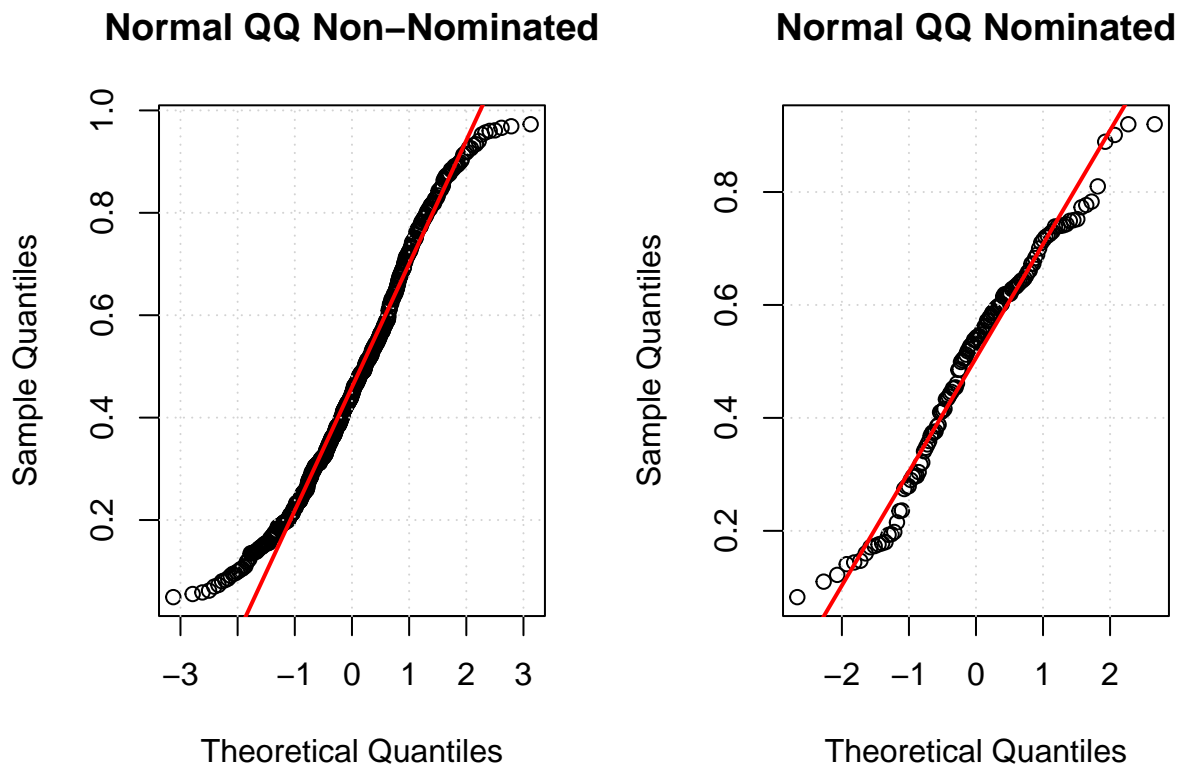 Normal QQ Non−Nominated
Sample Quantiles
1.0
0.8
0.6
0.4
0.2
−3 −1 0 1 2 3
Theoretical Quantiles
Normal QQ Nominated
Sample Quantiles
0.8
0.6
0.4
0.2
−2 −1 0 1 2
Theoretical Quantiles